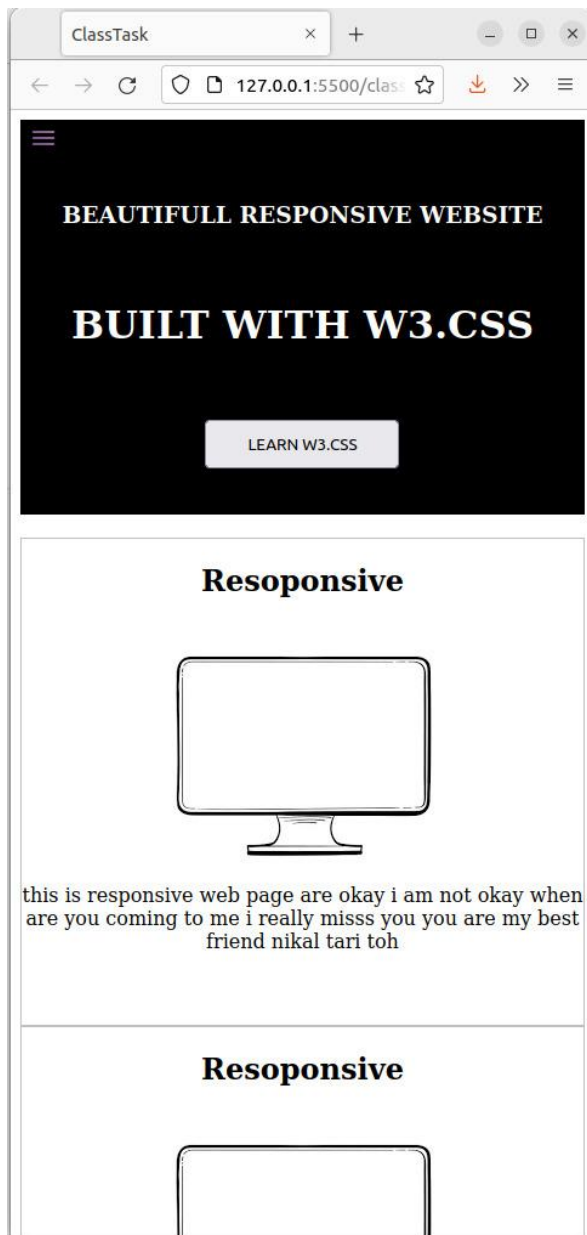 ClassTask
127.0.0.1:5500/clas
BEAUTIFULL RESPONSIVE WEBSITE
BUILT WITH W3.CSS
LEARN W3.CSS
Resoponsive
this is responsive web page are okay i am not okay when
are you coming to me i really misss you you are my best
friend nikal tari toh
Resoponsive